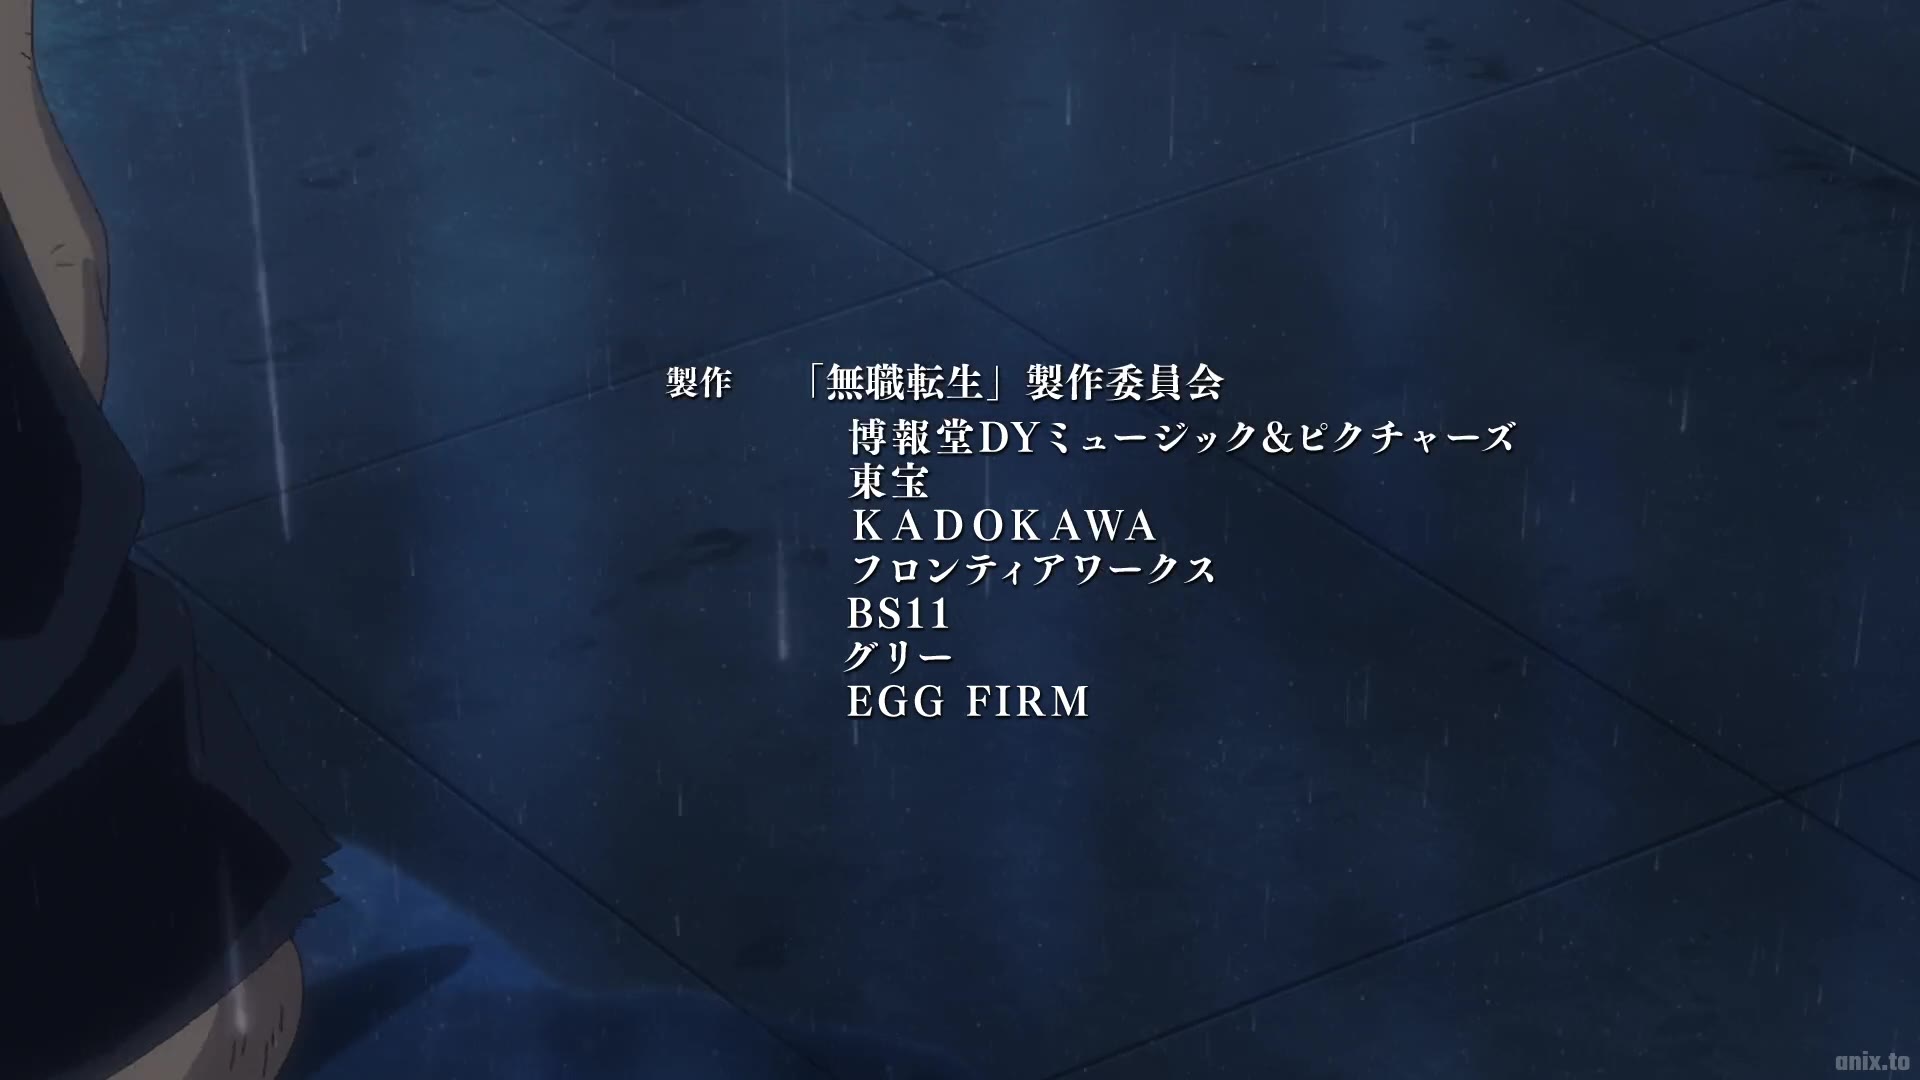 製作 「無職転生」製作委員会
博報堂DYミュージック&ピクチャーズ
東宝
KADOKAWA
フロンティアワークス
BS11
グリー
EGG FIRM
anix.to